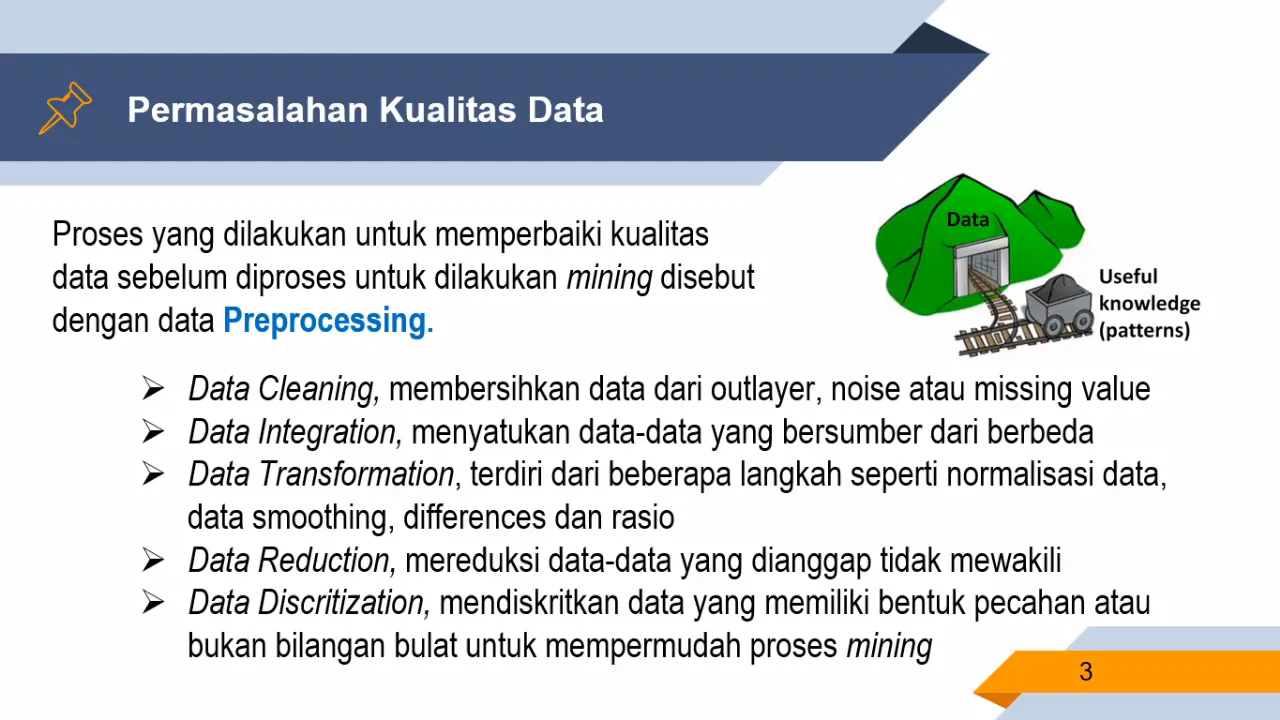 Permasalahan Kualitas Data
Proses yang dilakukan untuk memperbaiki kualitas
data sebelum diproses untuk dilakukan mining disebut
dengan data Preprocessing.
Data
Useful
knowledge
(patterns)
➢ Data Cleaning, membersihkan data dari outlayer, noise atau missing value
➢ Data Integration, menyatukan data-data yang bersumber dari berbeda
➢ Data Transformation, terdiri dari beberapa langkah seperti normalisasi data,
data smoothing, differences dan rasio
➢ Data Reduction, mereduksi data-data yang dianggap tidak mewakili
➢ Data Discritization, mendiskritkan data yang memiliki bentuk pecahan atau
bukan bilangan bulat untuk mempermudah proses mining
3